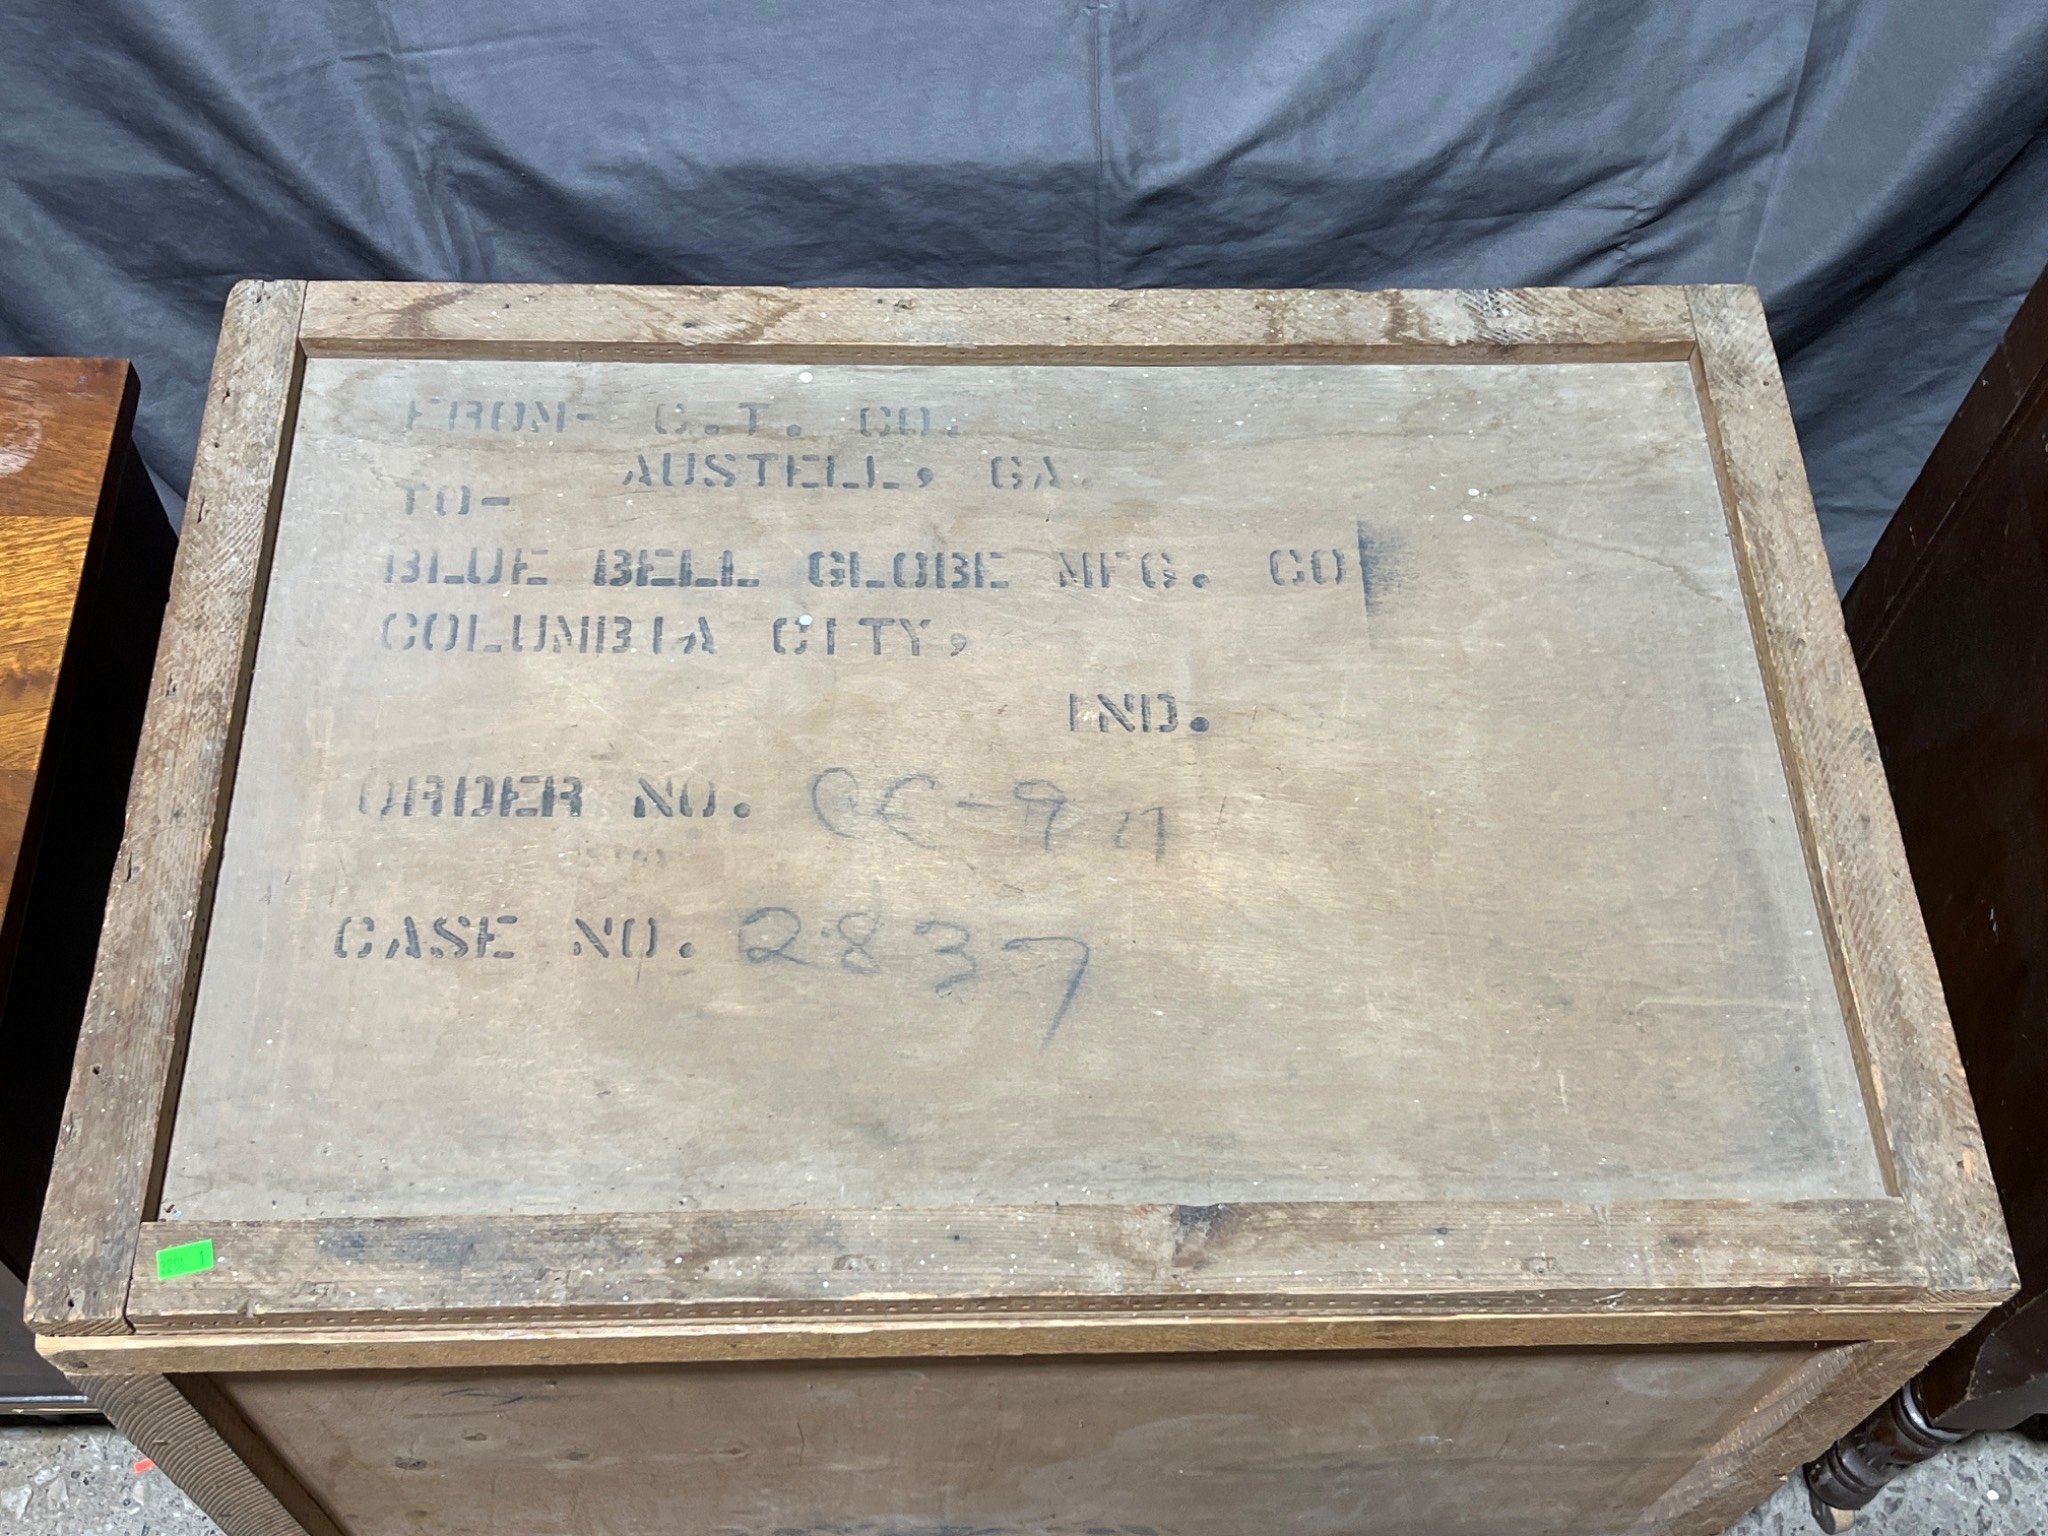 FROM- C.T. CO.
AUSTELL, GA.
TO-
BLUE BELL GLOBE MFG. CO
COLUMBIA CITY,
IND.
ORDER NO.
CASE NO. 2837